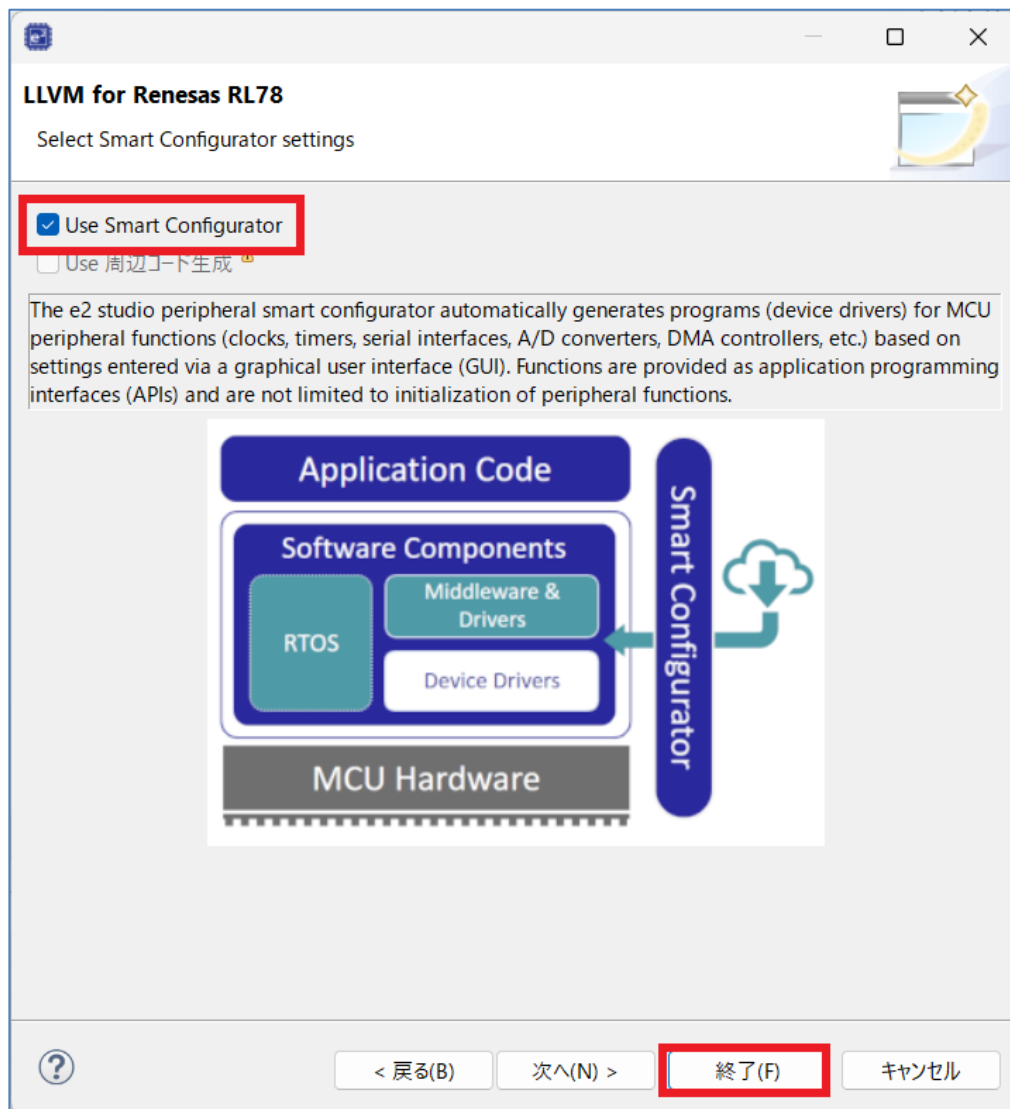 LLVM for Renesas RL78
Select Smart Configurator settings
Use Smart Configurator
Use 周辺コード生成
The e2 studio peripheral smart configurator automatically generates programs (device drivers) for MCU
peripheral functions (clocks, timers, serial interfaces, A/D converters, DMA controllers, etc.) based on
settings entered via a graphical user interface (GUI). Functions are provided as application programming
interfaces (APIs) and are not limited to initialization of peripheral functions.
Application Code
Software Components
RTOS
Middleware &
Drivers
Device Drivers
MCU Hardware
Smart Configurator
< 戻る(B)
次へ(N) >
終了(F)
キャンセル